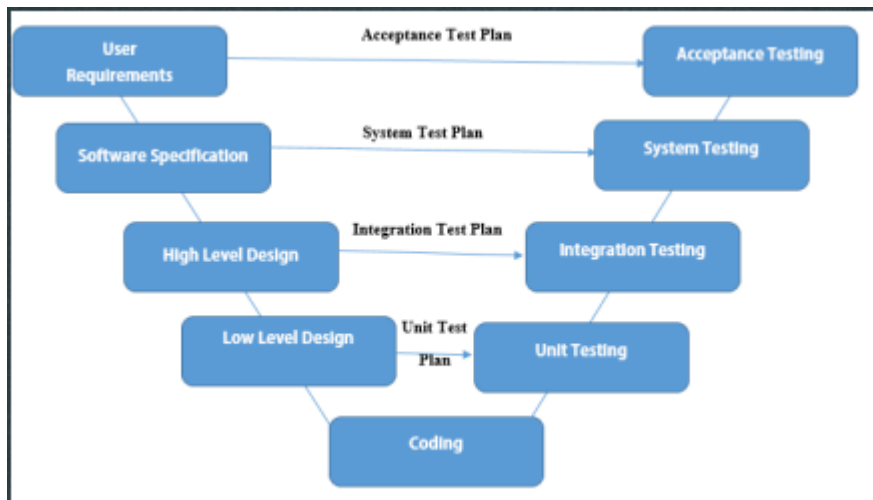 User
Requirements
Acceptance Test Plan
Acceptance Testing
Software Specification
System Test Plan
System Testing
High Level Design
Integration Test Plan
Integration Testing
Low Level Design
Unit Test
Plan
Unit Testing
Coding